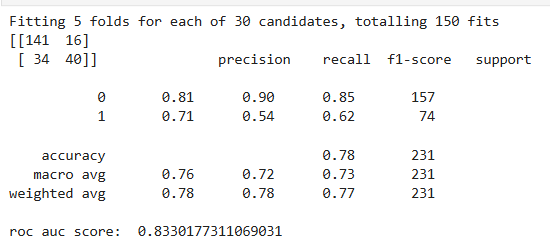 Fitting 5 folds for each of 30 candidates, totalling 150 fits
[[141  16]
 [ 34  40]]              precision    recall  f1-score   support

           0       0.81      0.90      0.85       157
           1       0.71      0.54      0.62        74

    accuracy                           0.78       231
   macro avg       0.76      0.72      0.73       231
weighted avg       0.78      0.78      0.77       231

roc auc score:  0.8330177311069031